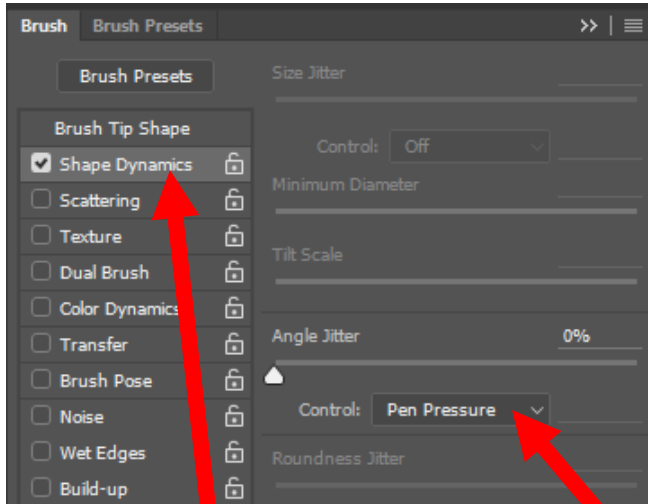 Brush Brush Presets
Brush Presets
Brush Tip Shape
Shape Dynamics
Scattering
Texture
Dual Brush
Color Dynamics
Transfer
Brush Pose
Noise
Wet Edges
Build-up
Size Jitter
Control: Off
Minimum Diameter
Tilt Scale
Angle Jitter 0%
Control: Pen Pressure
Roundness Jitter